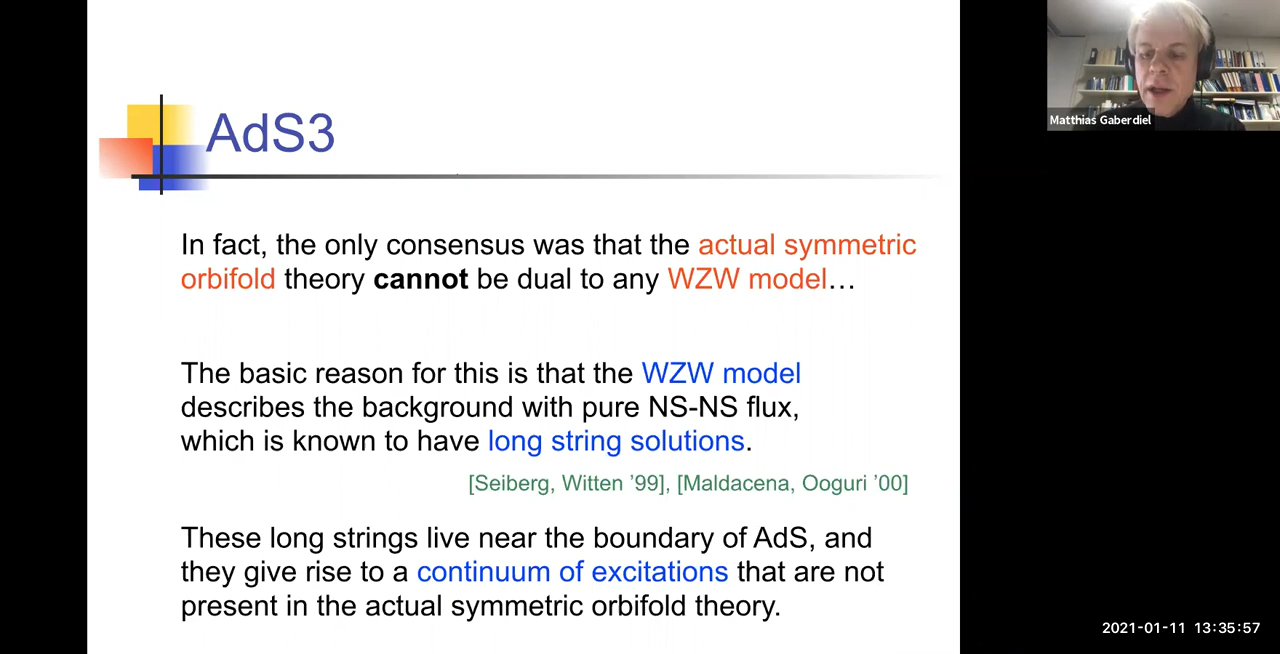 AdS3
In fact, the only consensus was that the actual symmetric
orbifold theory cannot be dual to any WZW model…
The basic reason for this is that the WZW model
describes the background with pure NS-NS flux,
which is known to have long string solutions.
[Seiberg, Witten ’99], [Maldacena, Ooguri ’00]
These long strings live near the boundary of AdS, and
they give rise to a continuum of excitations that are not
present in the actual symmetric orbifold theory.
Matthias Gaberdiel
2021-01-11 13:35:57